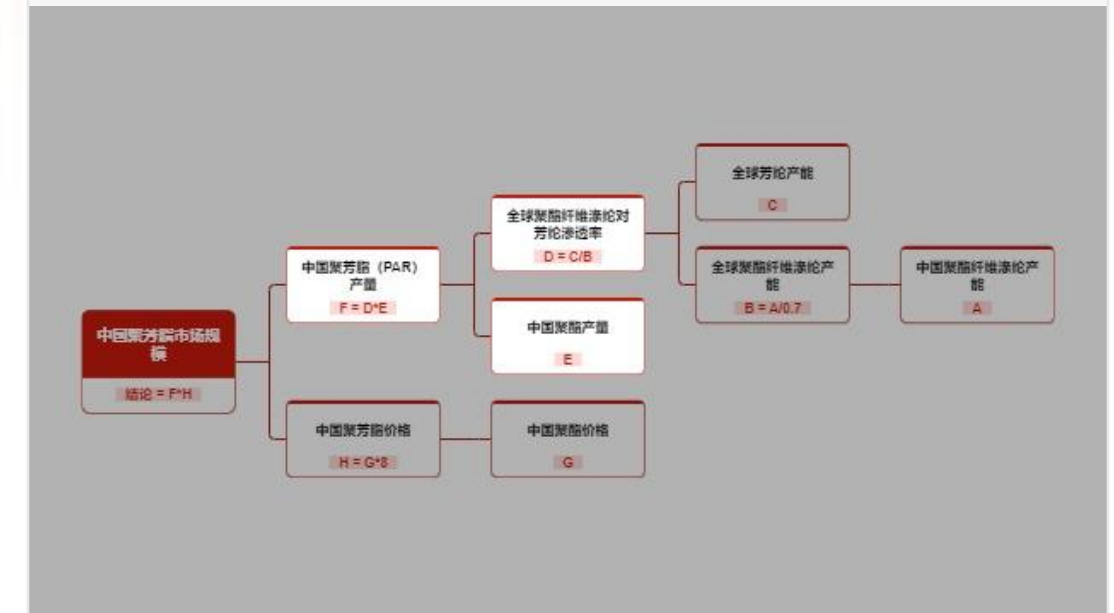 全球芳纶产能
C
全球聚酯纤维涤纶对
芳纶渗透率
D = C/B
中国聚芳酯（PAR）
产量
F = D*E
全球聚酯纤维涤纶产
能
B = A/0.7
中国聚酯纤维涤纶产
能
A
中国聚芳酯市场规
模
结论 = F*H
中国聚酯产量
E
中国聚芳酯价格
H = G*8
中国聚酯价格
G